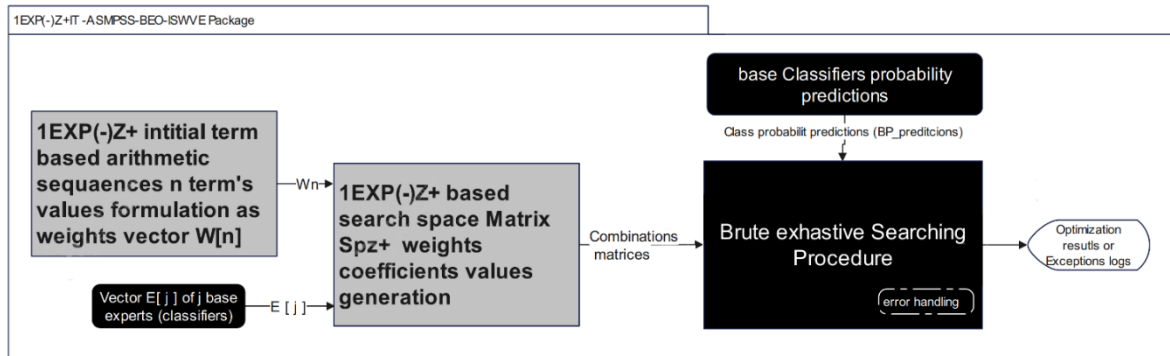 1EXP(-)Z+IT -ASMPSS-BEO-ISWVE Package
1EXP(-)Z+ intitial term
based arithmetic
sequaences n term's
values formulation as
weights vector W[n]
Wn
Vector E[ j ] of j base
experts (classifiers)
E [ j ]
1EXP(-)Z+ based
search space Matrix
Spz+ weights
coefficients values
generation
Combinations
matrices
base Classifiers probability
predictions
Class probabilit predictions (BP_preditcions)
Brute exhastive Searching
Procedure
error handling
Optimization
resutls or
Exceptions logs